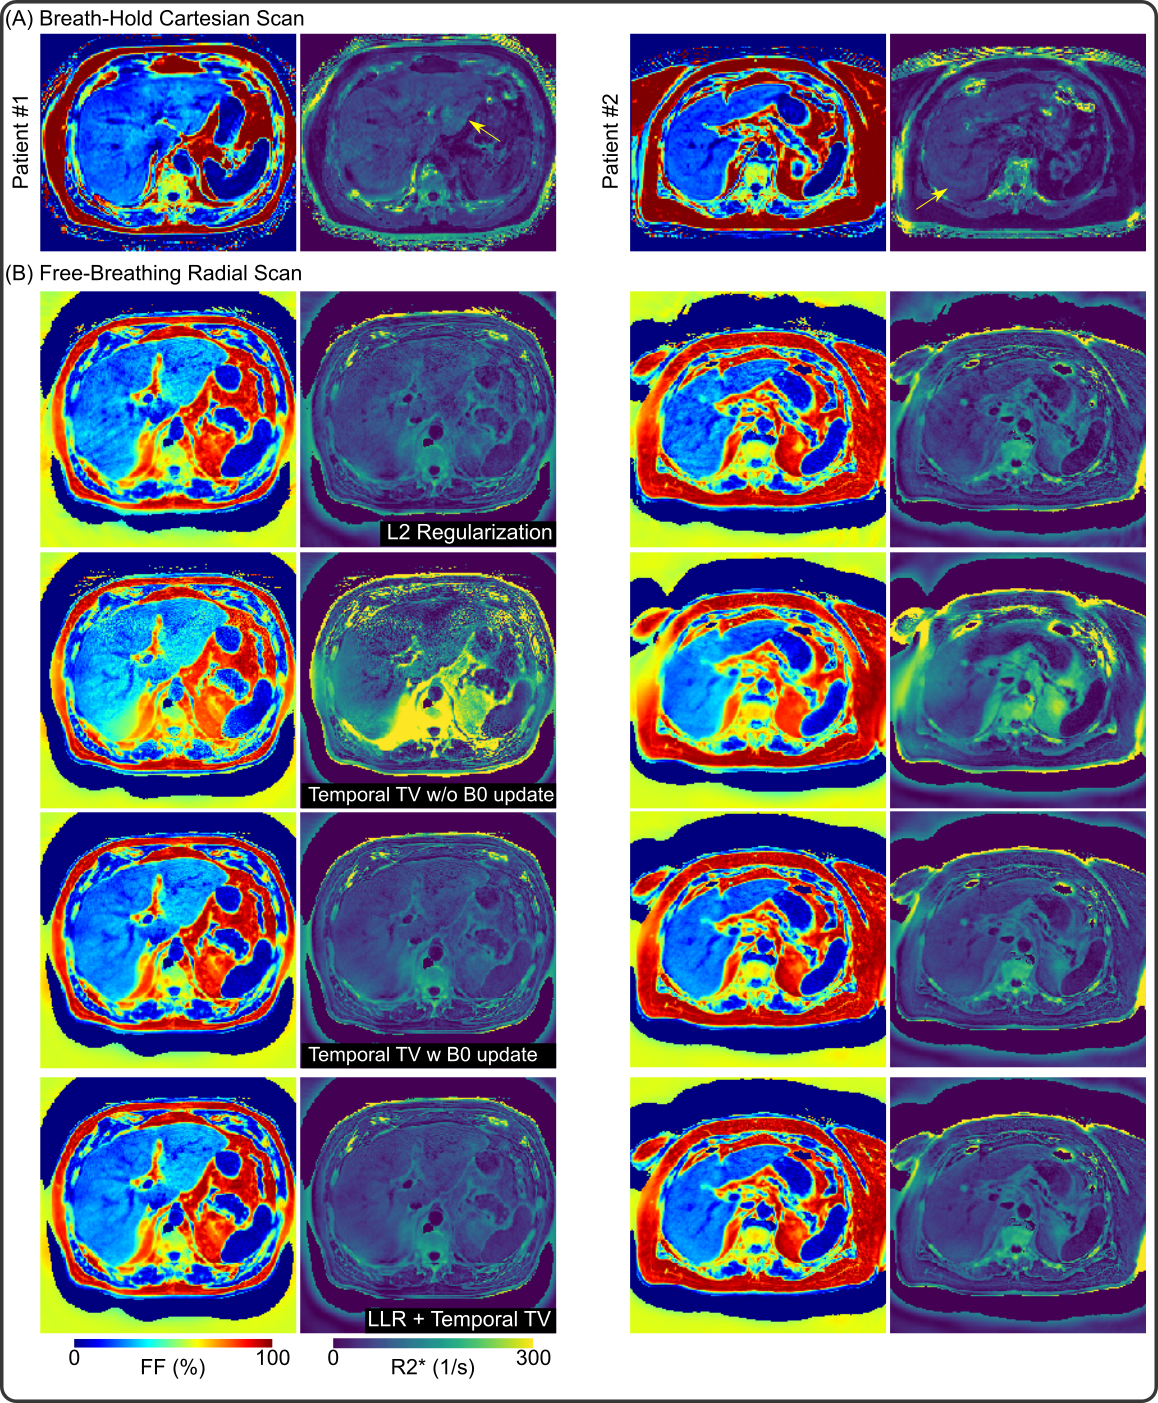 (A) Breath-Hold Cartesian Scan
Patient #1
Patient #2
(B) Free-Breathing Radial Scan
L2 Regularization
Temporal TV w/o B0 update
Temporal TV w B0 update
LLR + Temporal TV
0 100 0 300
FF (%) R2* (1/s)